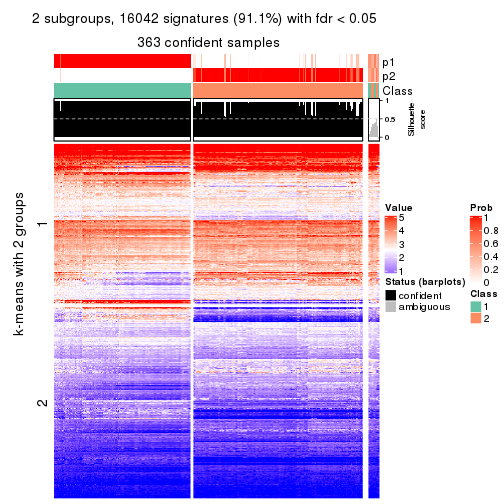 2 subgroups, 16042 signatures (91.1%) with fdr < 0.05
363 confident samples
p1
p2
Class
1
0.5
0
Silhouette
score
k-means with 2 groups
1
2
Value
5
4
3
2
1
Status (barplots)
confident
ambiguous
Prob
1
0.8
0.6
0.4
0.2
0
Class
1
2